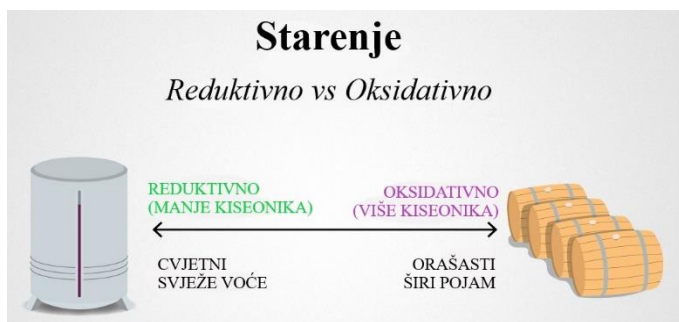 Starenje
Reduktivno vs Oksidativno
REDUKTIVNO
(MANJE KISEONIKA)
OKSIDATIVNO
(VIŠE KISEONIKA)
CVJETNI
SVJEŽE VOĆE
ORAŠASTI
ŠIRI POJAM